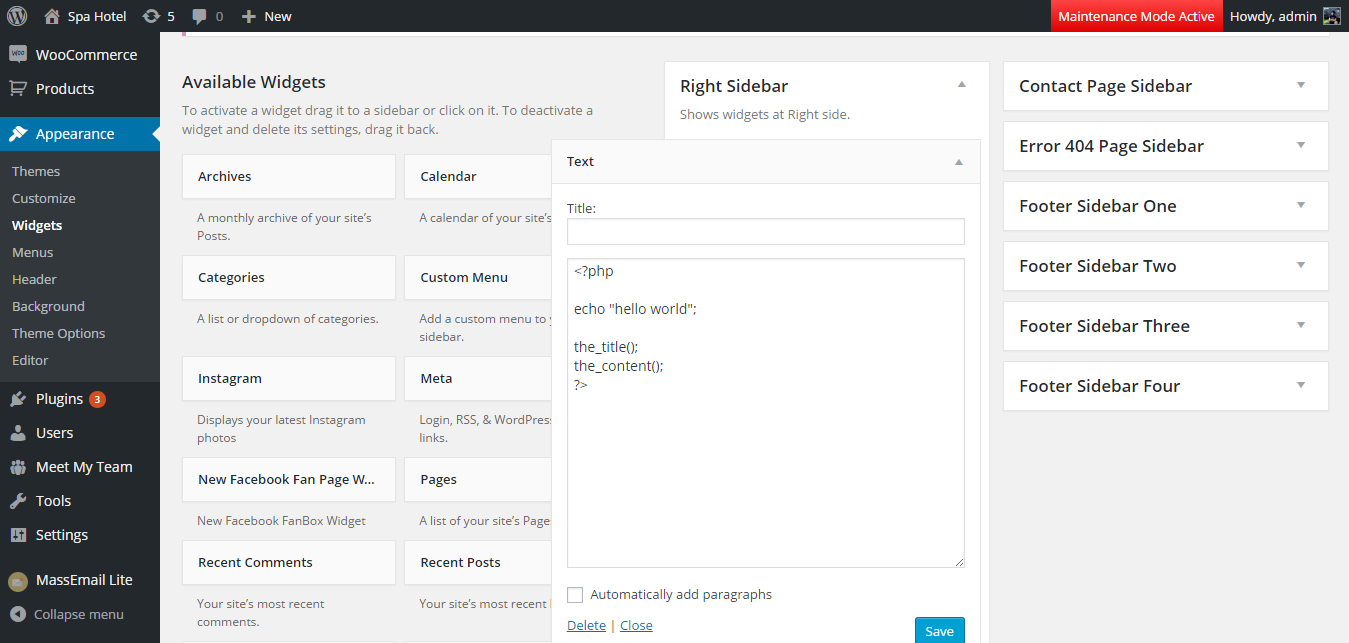 Spa Hotel
5
0
New
Maintenance Mode Active
Howdy, admin
WooCommerce
Products
Appearance
Themes
Customize
Widgets
Menus
Header
Background
Theme Options
Editor
Plugins 3
Users
Meet My Team
Tools
Settings
MassEmail Lite
Collapse menu
Available Widgets
To activate a widget drag it to a sidebar or click on it. To deactivate a
widget and delete its settings, drag it back.
Archives
A monthly archive of your site's
Posts.
Calendar
A calendar of your site's
Categories
A list or dropdown of categories.
Custom Menu
Add a custom menu to
sidebar.
Instagram
Displays your latest Instagram
photos
Meta
Login, RSS, & WordPress
links.
New Facebook Fan Page W...
New Facebook FanBox Widget
Pages
A list of your site's Pages
Recent Comments
Your site's most recent
comments.
Recent Posts
Your site's most recent
Right Sidebar
Shows widgets at Right side.
Text
Title:
<?php
echo "hello world";
the_title();
the_content();
?>
Automatically add paragraphs
Delete | Close
Save
Contact Page Sidebar
Error 404 Page Sidebar
Footer Sidebar One
Footer Sidebar Two
Footer Sidebar Three
Footer Sidebar Four